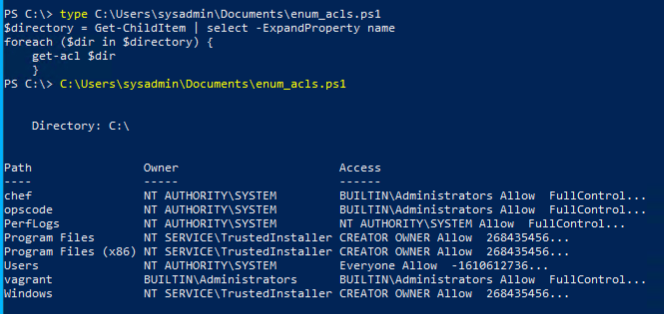 PS C:\> type C:\Users\sysadmin\Documents\enum_acls.ps1
$directory = Get-ChildItem | select -ExpandProperty name
foreach ($dir in $directory) {
    get-acl $dir
    }
PS C:\> C:\Users\sysadmin\Documents\enum_acls.ps1
    Directory: C:\
Path                Owner                       Access
----                -----                       ------
chef                NT AUTHORITY\SYSTEM         BUILTIN\Administrators Allow  FullControl...
opscode             NT AUTHORITY\SYSTEM         BUILTIN\Administrators Allow  FullControl...
PerfLogs            NT AUTHORITY\SYSTEM         NT AUTHORITY\SYSTEM Allow  FullControl...
Program Files       NT SERVICE\TrustedInstaller CREATOR OWNER Allow  268435456...
Program Files (x86) NT SERVICE\TrustedInstaller CREATOR OWNER Allow  268435456...
Users               NT AUTHORITY\SYSTEM         Everyone Allow  -1610612736...
vagrant             BUILTIN\Administrators      BUILTIN\Administrators Allow  FullControl...
Windows             NT SERVICE\TrustedInstaller CREATOR OWNER Allow  268435456...